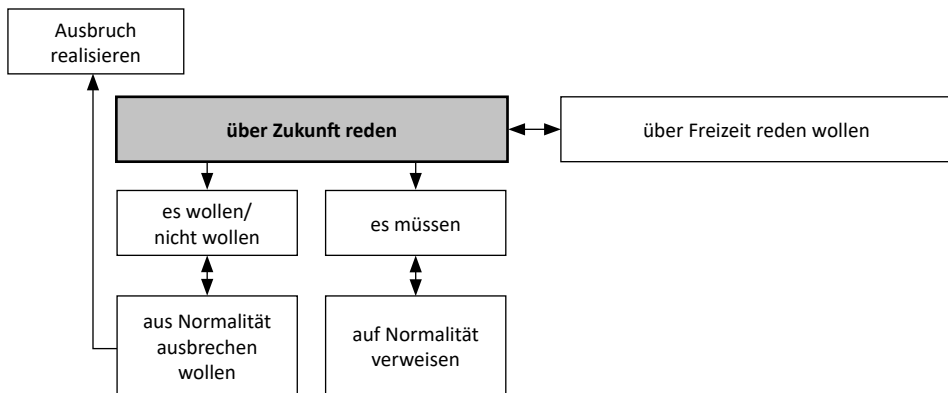 Ausbruch
realisieren
über Zukunft reden
über Freizeit reden wollen
es wollen/
nicht wollen
es müssen
aus Normalität
ausbrechen
wollen
auf Normalität
verweisen